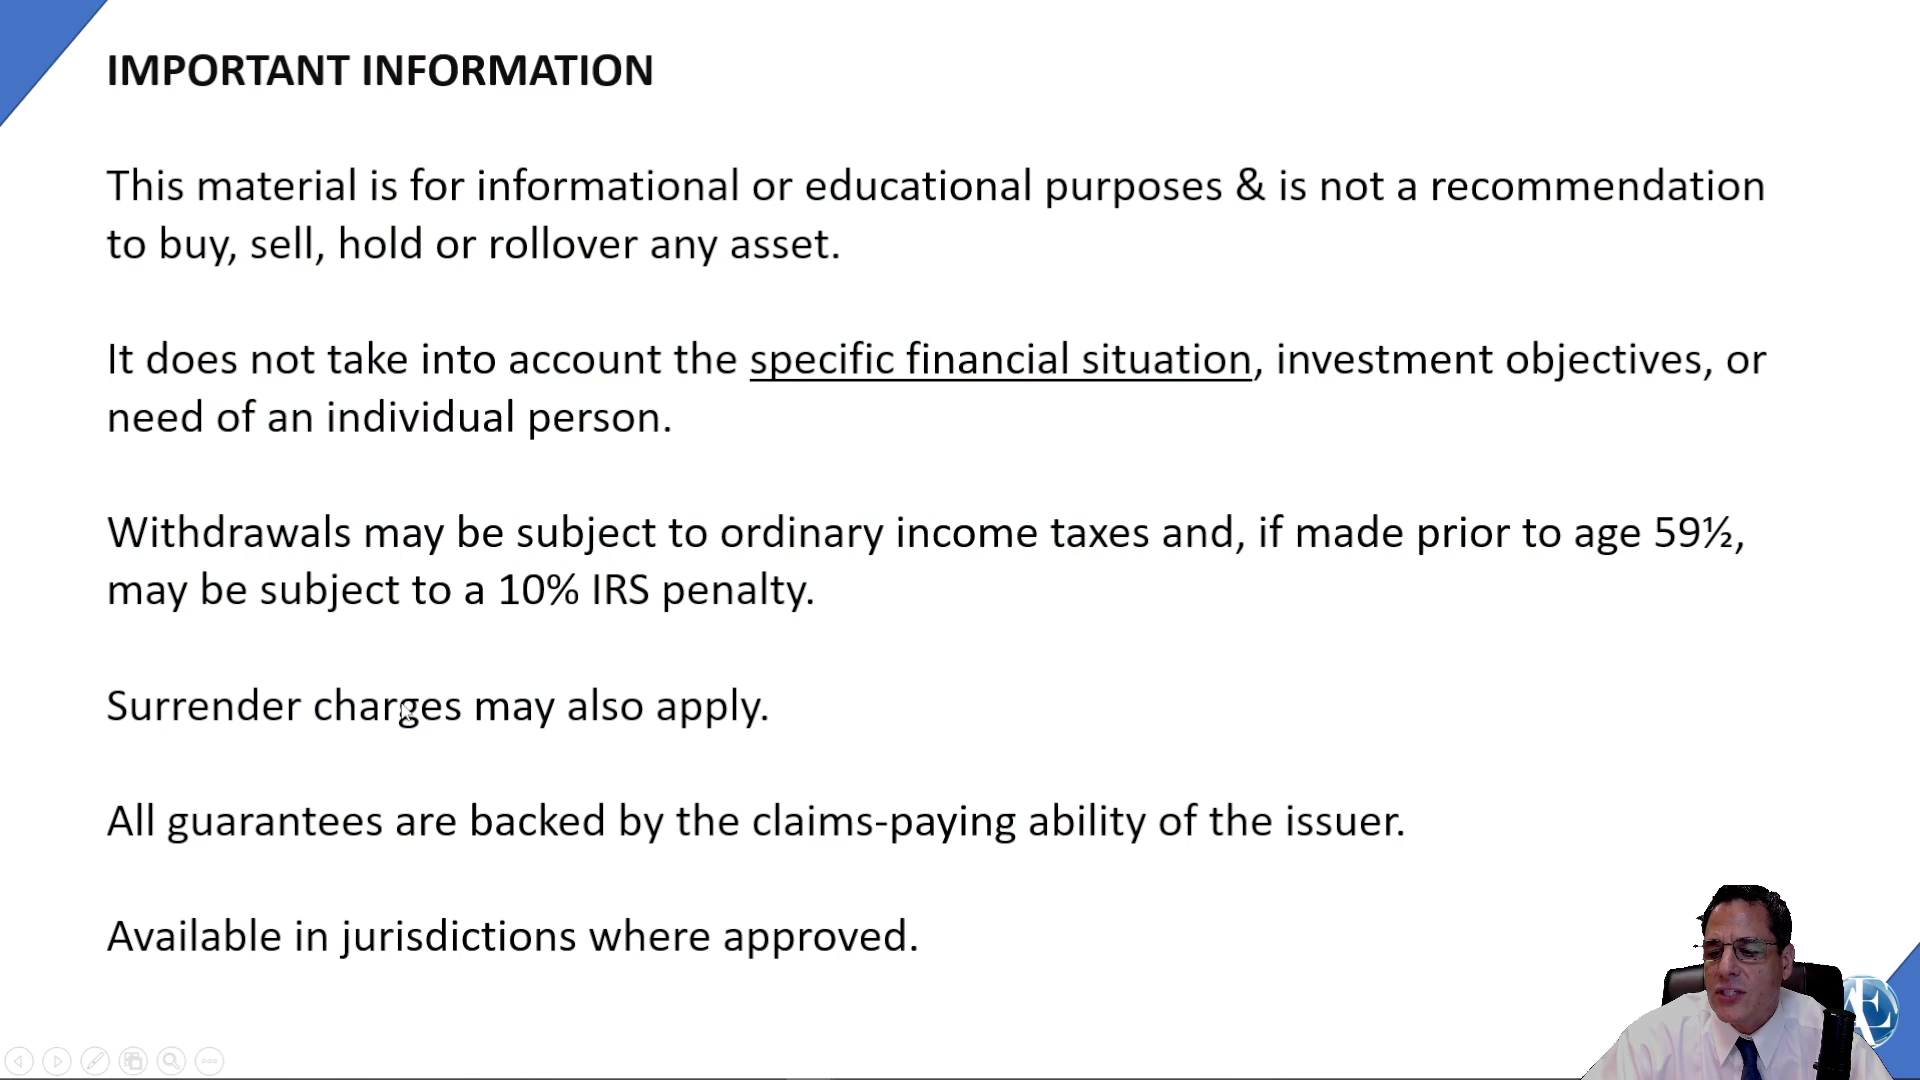 IMPORTANT INFORMATION
This material is for informational or educational purposes & is not a recommendation
to buy, sell, hold or rollover any asset.
It does not take into account the specific financial situation, investment objectives, or
need of an individual person.
Withdrawals may be subject to ordinary income taxes and, if made prior to age 59½,
may be subject to a 10% IRS penalty.
Surrender charges may also apply.
All guarantees are backed by the claims-paying ability of the issuer.
Available in jurisdictions where approved.